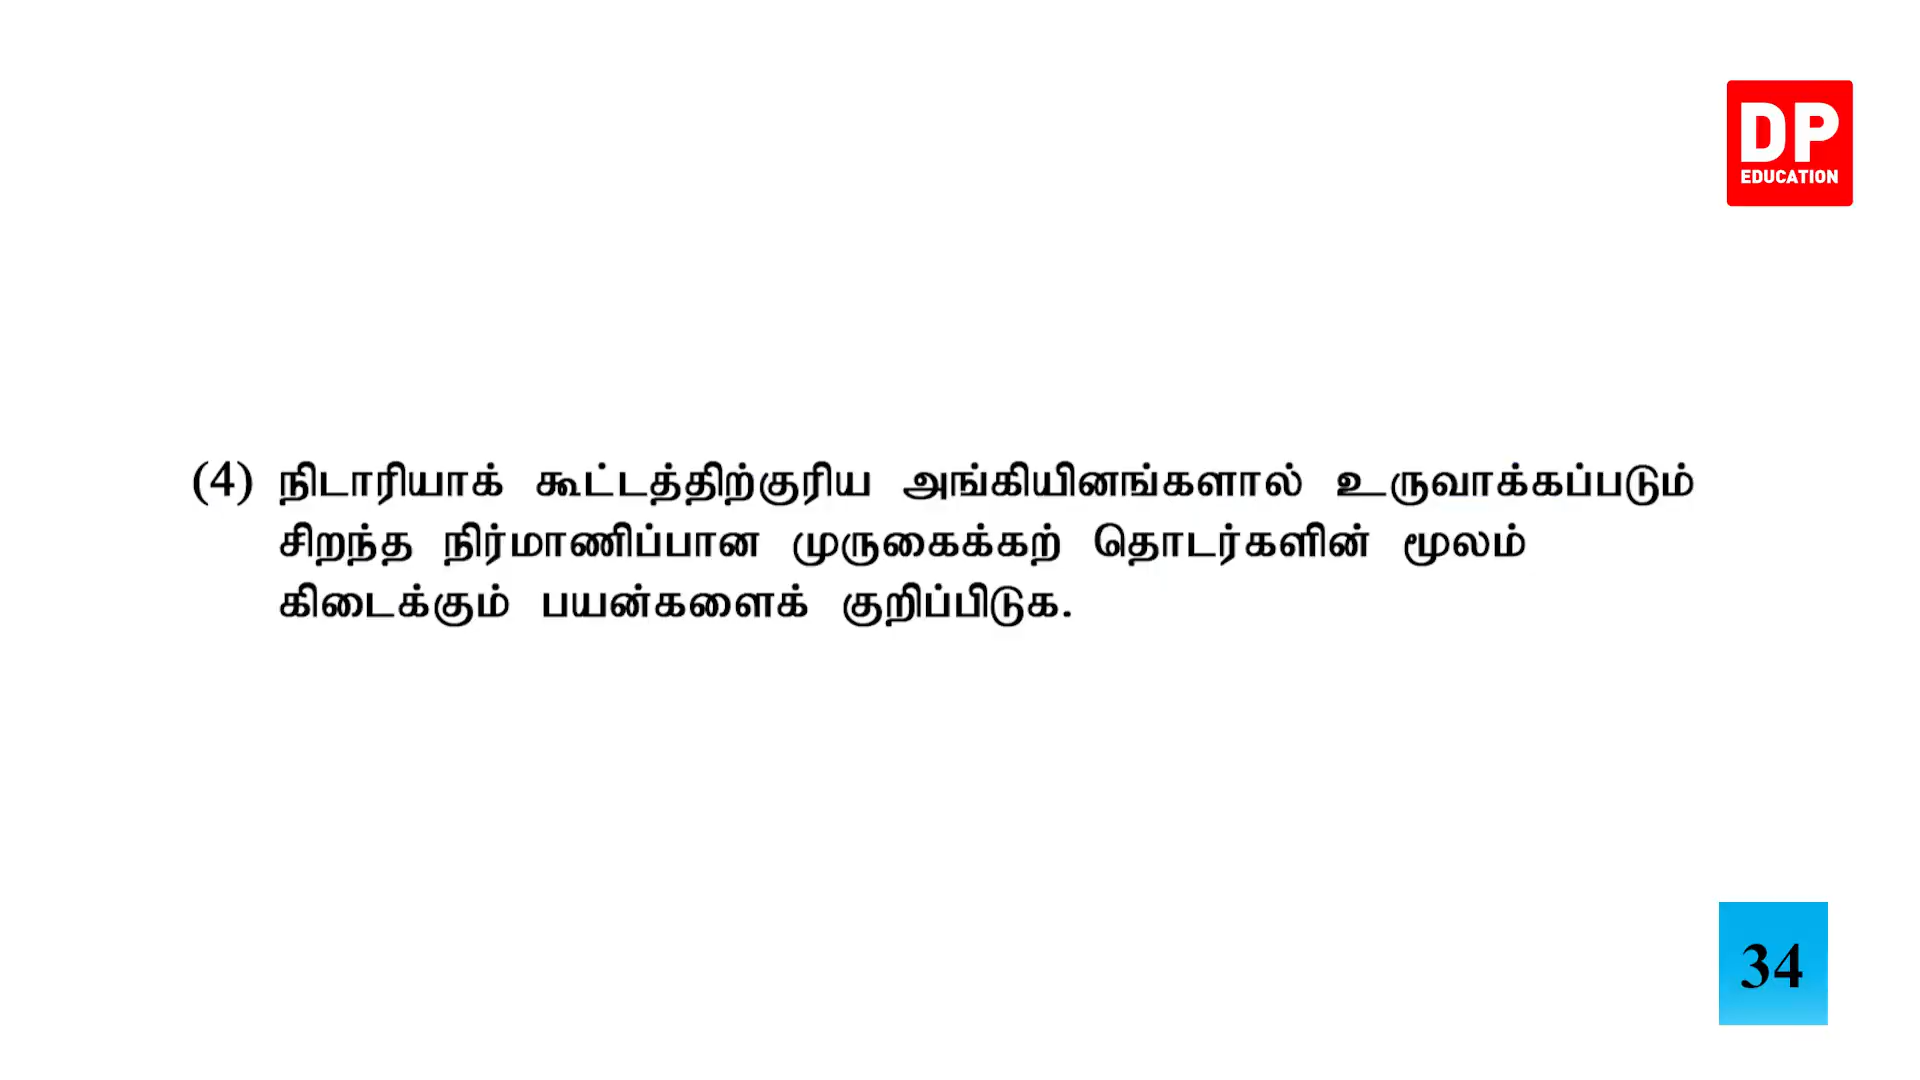 DP
EDUCATION
(4) நிடாரியாக் கூட்டத்திற்குரிய அங்கியினங்களால் உருவாக்கப்படும்
சிறந்த நிர்மாணிப்பான முருகைக்கற் தொடர்களின் மூலம்
கிடைக்கும் பயன்களைக் குறிப்பிடுக.
34